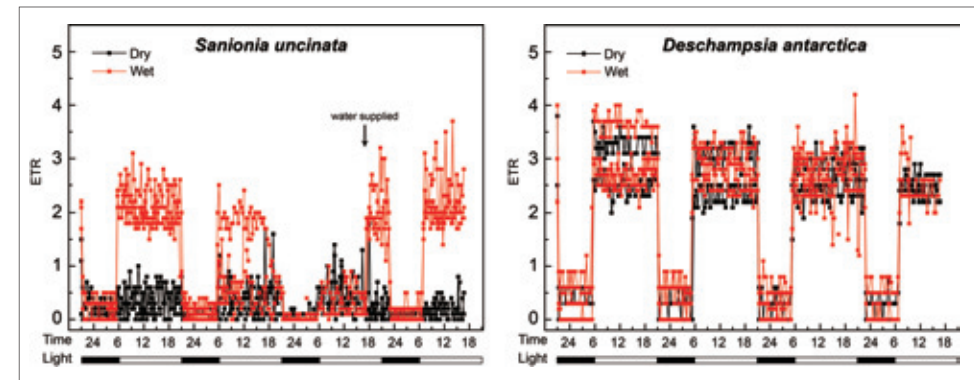 Sanionia uncinata
Dry
Wet
water supplied
ETR
5
4
3
2
1
0
Time 24 6 12 18 24 6 12 18 24 6 12 18 24 6 12 18
Light
Deschampsia antarctica
Dry
Wet
ETR
5
4
3
2
1
0
Time 24 6 12 18 24 6 12 18 24 6 12 18 24 6 12 18
Light